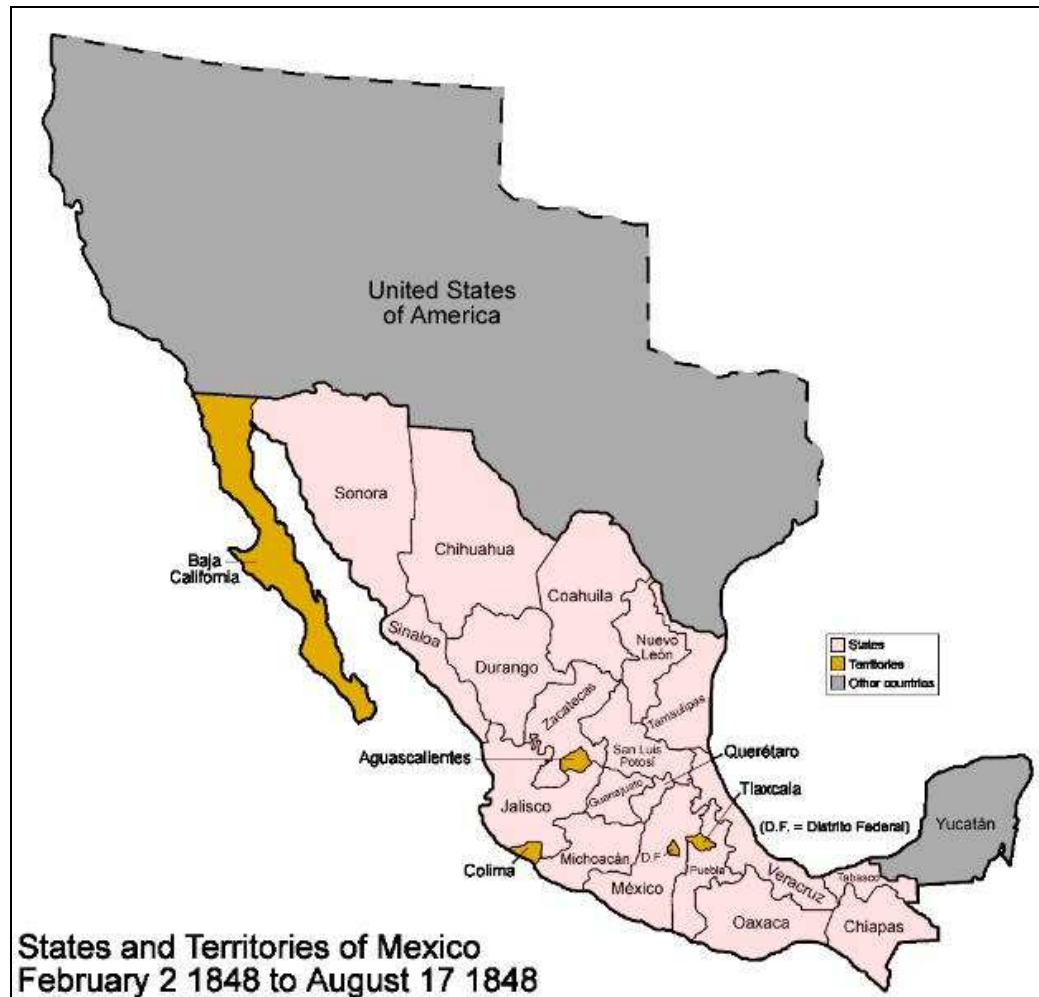 United States
of America
Sonora
Chihuahua
Baja
California
Coahuila
Sinaloa
Nuevo
León
Durango
States
Territories
Other countries
Zacatecas
Tamaulipas
Aguascalientes
San Luis
Potosí
Querétaro
Guanajuato
Tlaxcala
Jalisco
(D.F. = Distrito Federal)
Yucatán
Colima
Michoacán
D.F
Puebla
Veracruz
Tabasco
México
Oaxaca
Chiapas
States and Territories of Mexico
February 2 1848 to August 17 1848